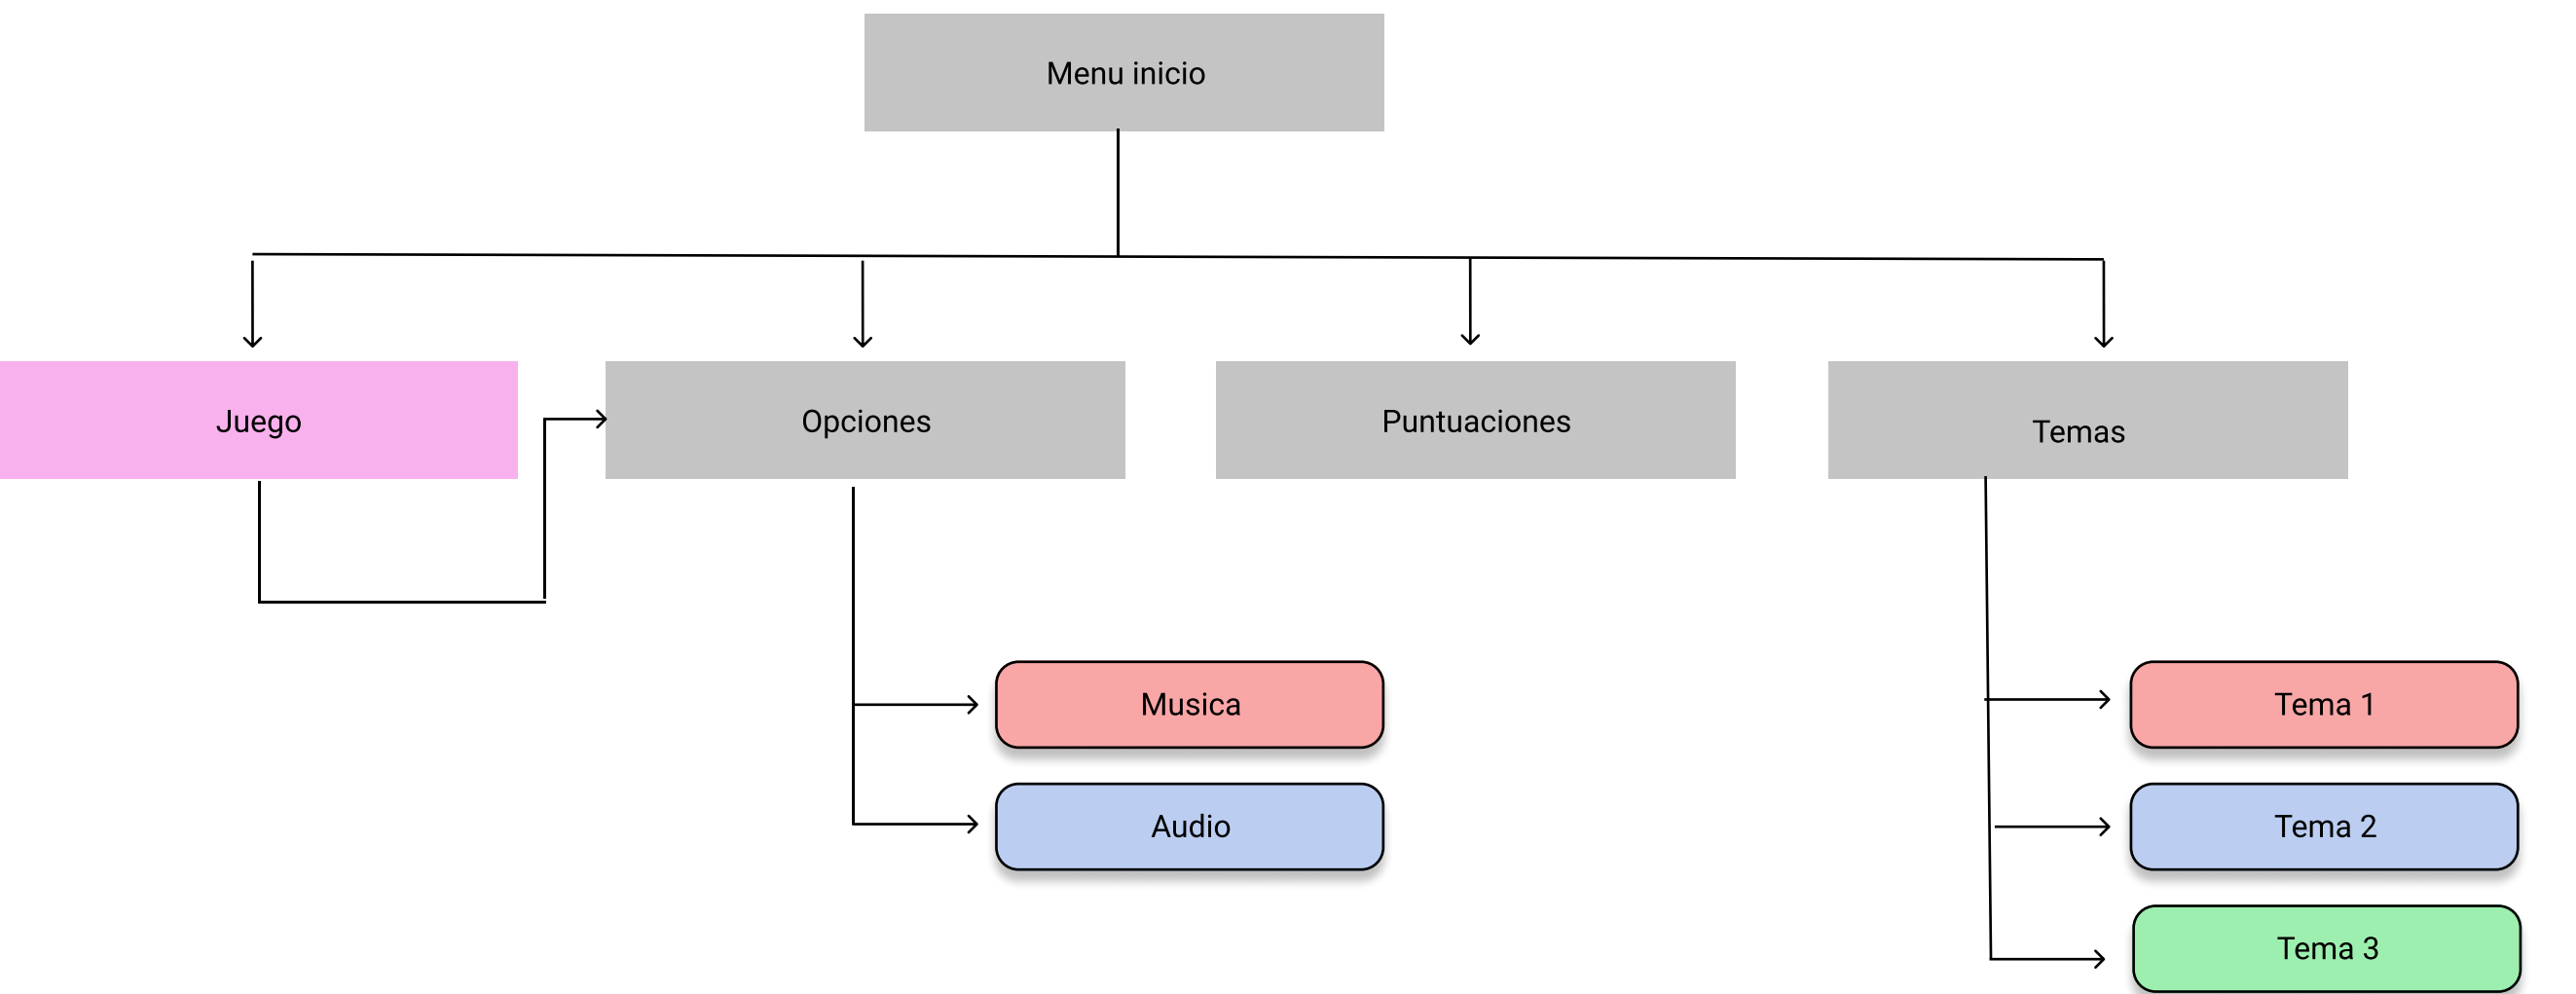 Menu inicio
Juego
Opciones
Puntuaciones
Temas
Musica
Audio
Tema 1
Tema 2
Tema 3